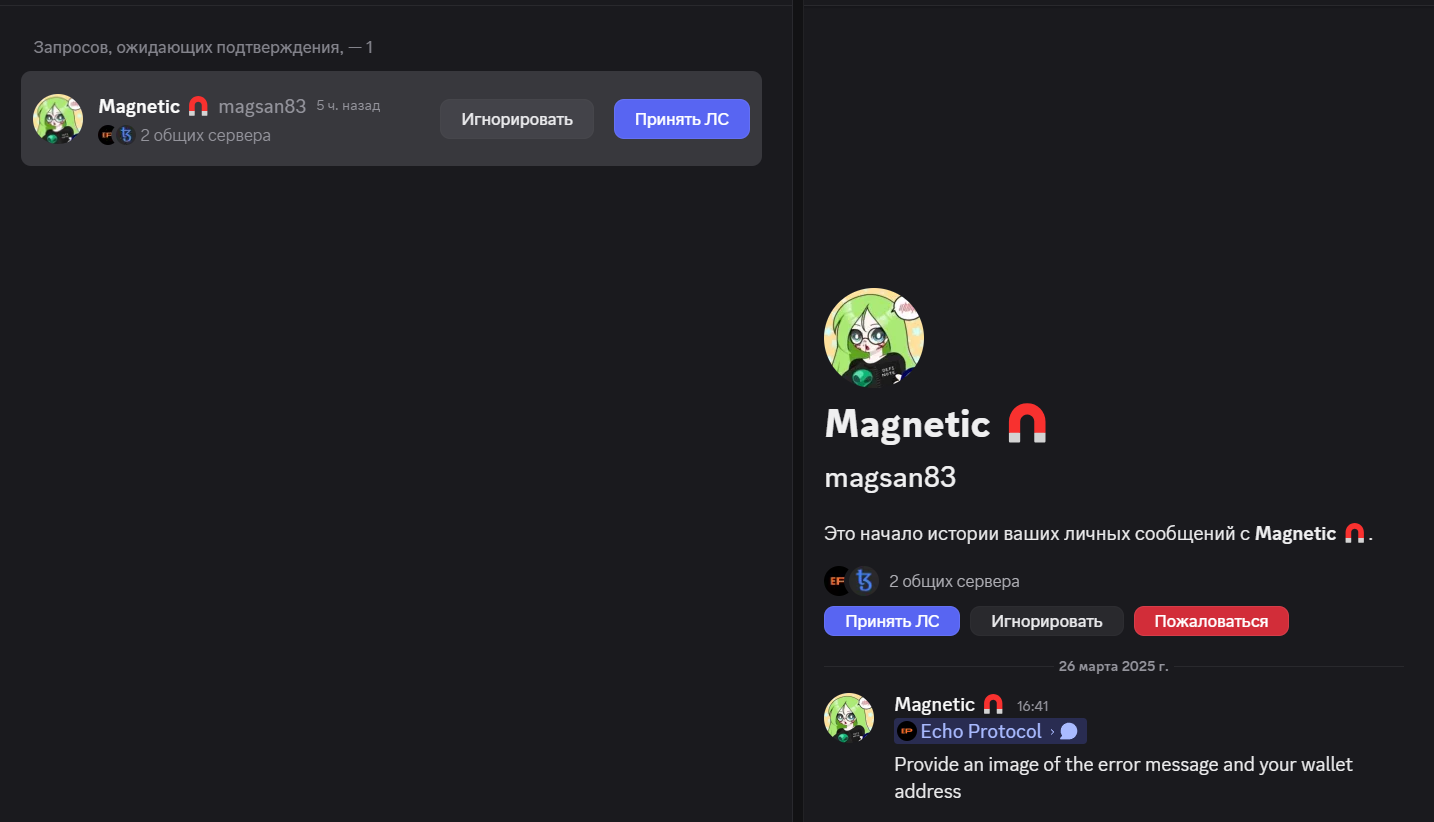 Запросов, ожидающих подтверждения, — 1
Magnetic magsan83 5 ч. назад
2 общих сервера
Игнорировать
Принять ЛС
Magnetic
magsan83
Это начало истории ваших личных сообщений с Magnetic .
EF
2 общих сервера
Принять ЛС
Игнорировать
Пожаловаться
26 марта 2025 г.
Magnetic 16:41
Echo Protocol ›
Provide an image of the error message and your wallet
address